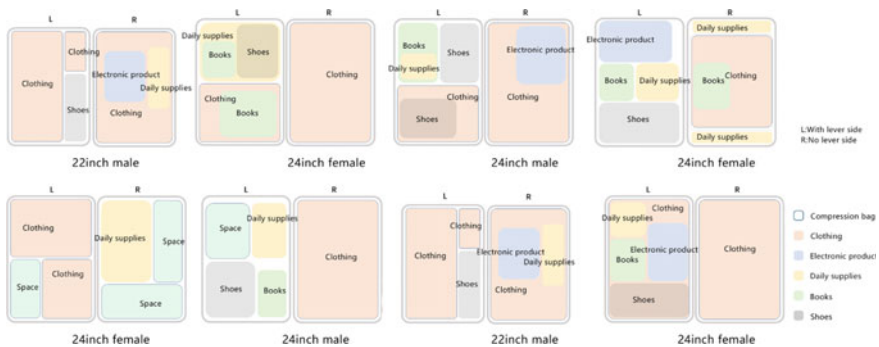 L R L R L R L R
Clothing
Clothing
Shoes
Electronic product
Daily supplies
Clothing
22inch male
Daily supplies
Books
Shoes
Clothing
Books
Clothing
24inch female
Books
Daily supplies
Shoes
Clothing
Shoes
Electronic product
Clothing
24inch male
Electronic product
Books
Daily supplies
Shoes
Daily supplies
Books
Clothing
Daily supplies
24inch female
L:With lever side
R:No lever side
L R L R L R L R
Clothing
Space
Clothing
Daily supplies
Space
Space
24inch female
Space
Daily supplies
Shoes
Books
Clothing
24inch male
Clothing
Clothing
Shoes
Electronic product
Daily supplies
Clothing
22inch male
Daily supplies
Clothing
Books
Electronic product
Shoes
Clothing
24inch female
Compression bag
Clothing
Electronic product
Daily supplies
Books
Shoes